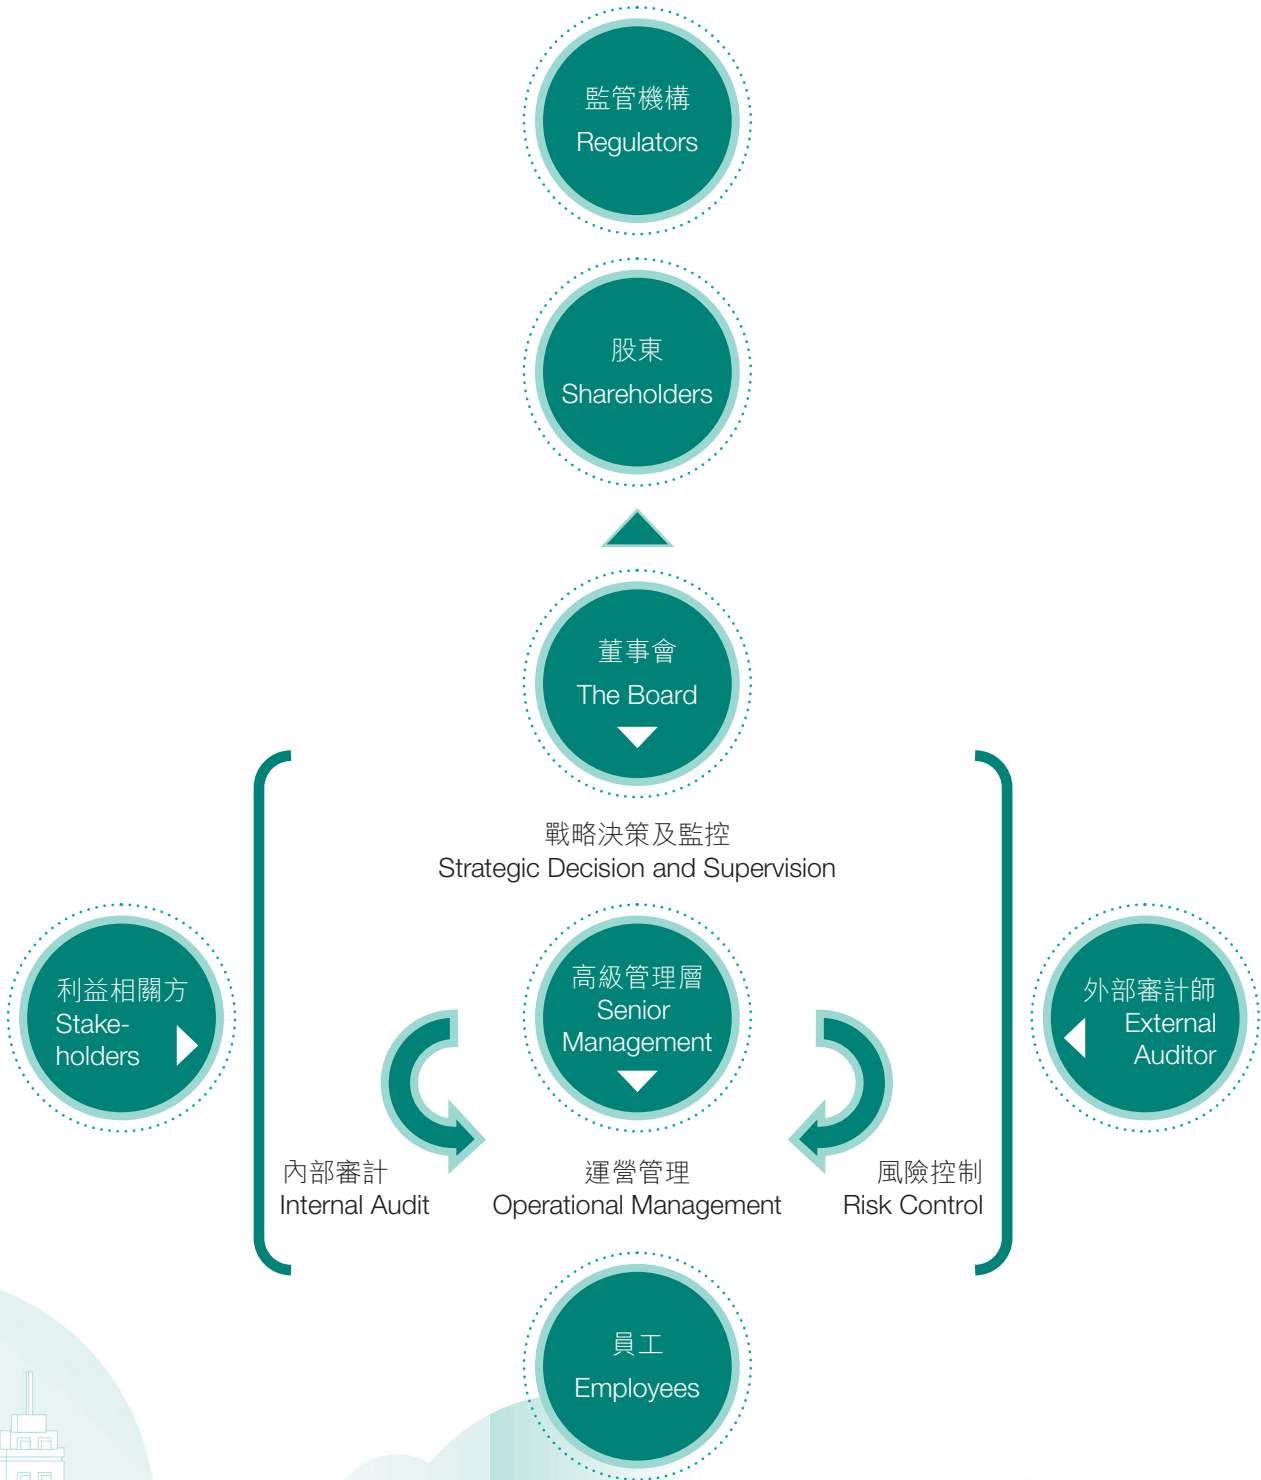 監管機構
Regulators
股東
Shareholders
董事會
The Board
戰略決策及監控
Strategic Decision and Supervision
利益相關方
Stake-
holders
高級管理層
Senior
Management
外部審計師
External
Auditor
內部審計
Internal Audit
運營管理
Operational Management
風險控制
Risk Control
員工
Employees